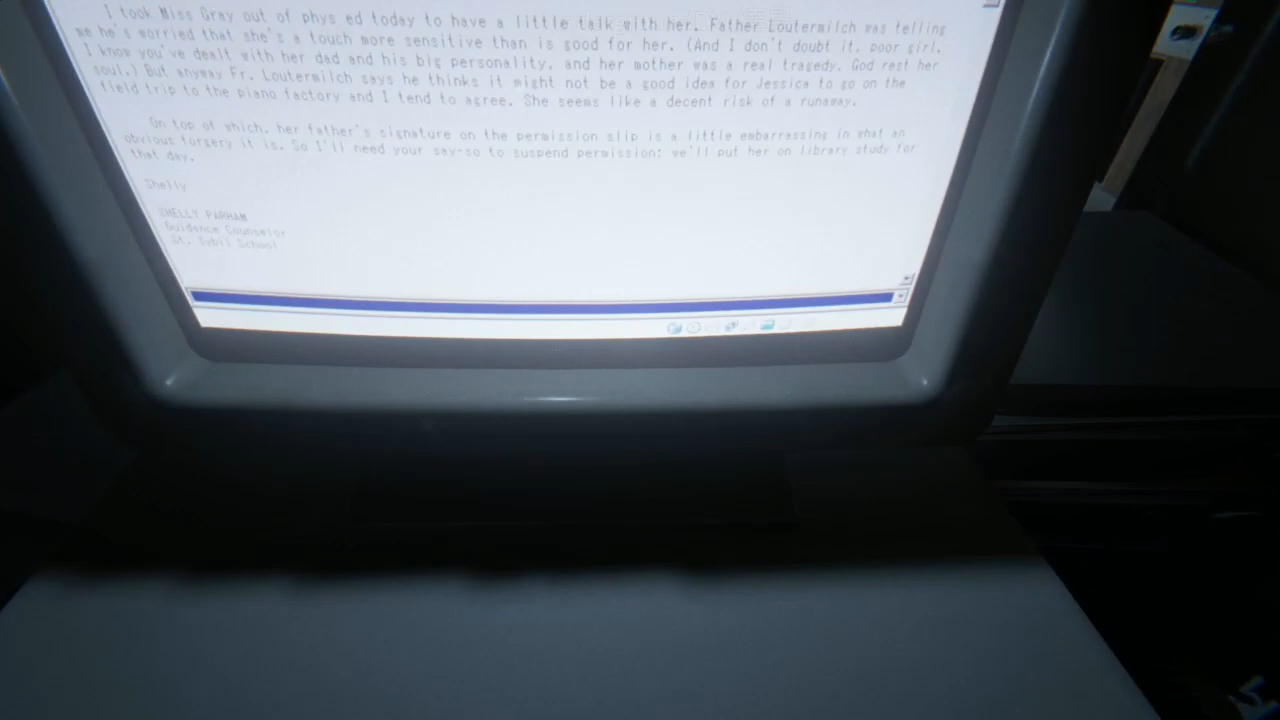 I took Miss Gray out of phys ed today to have a little talk with her. Father Loutermilch was telling
me he's worried that she's a touch more sensitive than is good for her. (And I don't doubt it, poor girl.
I know you've dealt with her dad and his big personality, and her mother was a real tragedy. God rest her
soul.) But anyway Fr. Loutermilch says he thinks it might not be a good idea for Jessica to go on the
field trip to the piano factory and I tend to agree. She seems like a decent risk of a runaway.
On top of which, her father's signature on the permission slip is a little embarrassing in what an
obvious forgery it is. So I'll need your say-so to suspend permission; we'll put her on library study for
that day.
Shelly
SHELLY PARHAM
Guidance Counselor
St. Sybil School